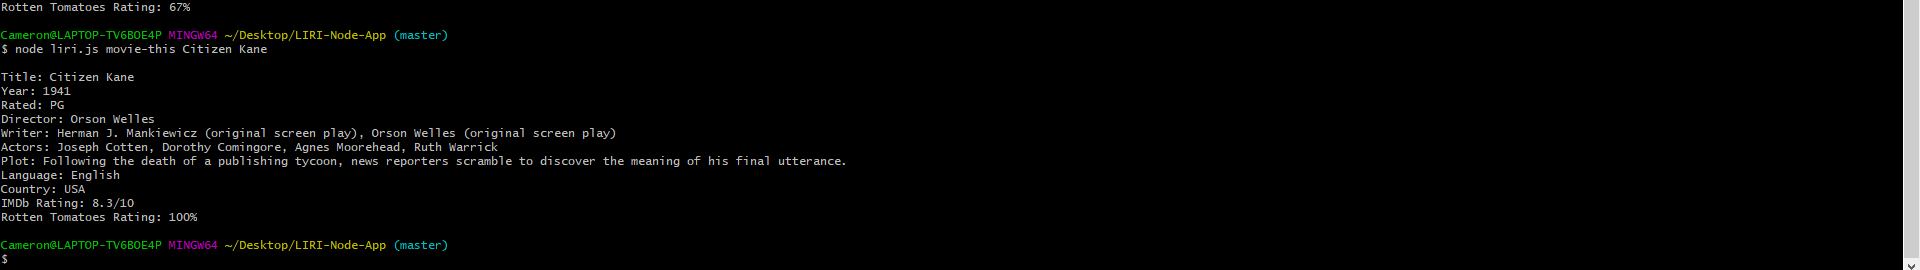 Rotten Tomatoes Rating: 67%
Cameron@LAPTOP-TV6BOE4P MINGW64 ~/Desktop/LIRI-Node-App (master)
$ node liri.js movie-this Citizen Kane
Title: Citizen Kane
Year: 1941
Rated: PG
Director: Orson Welles
Writer: Herman J. Mankiewicz (original screen play), Orson Welles (original screen play)
Actors: Joseph Cotten, Dorothy Comingore, Agnes Moorehead, Ruth Warrick
Plot: Following the death of a publishing tycoon, news reporters scramble to discover the meaning of his final utterance.
Language: English
Country: USA
IMDb Rating: 8.3/10
Rotten Tomatoes Rating: 100%
Cameron@LAPTOP-TV6BOE4P MINGW64 ~/Desktop/LIRI-Node-App (master)
$